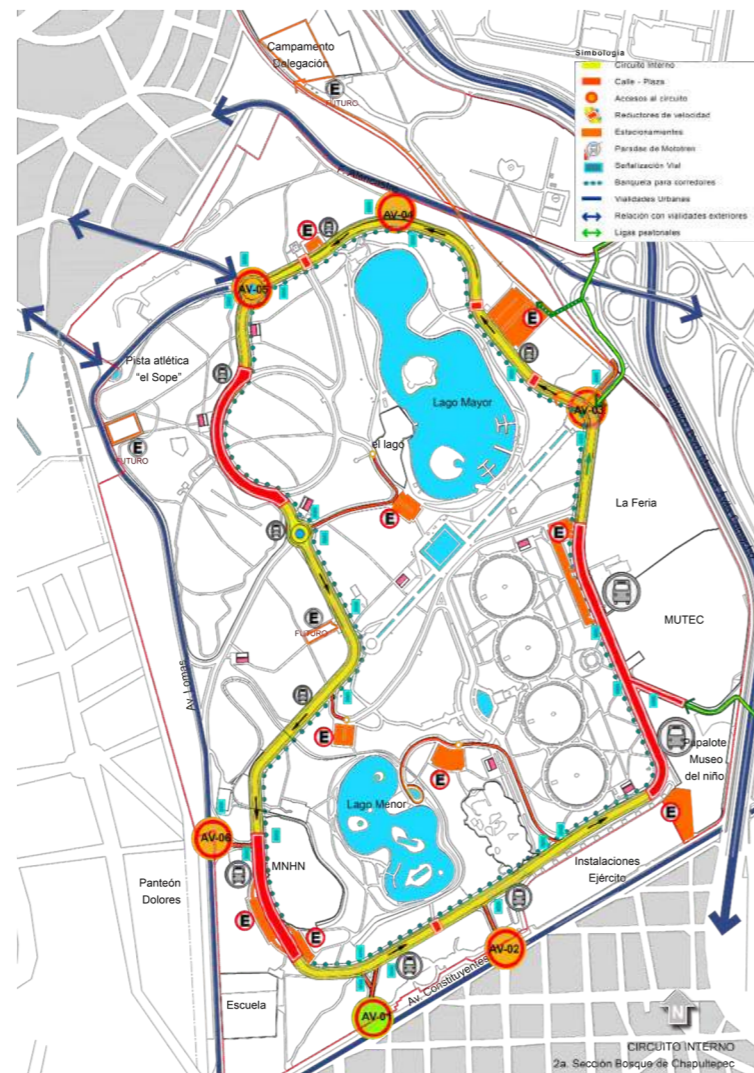 Campamento
Delegación
E
FUTURO
Simbología
Circuito Interno
Calle - Plaza
Accesos al circuito
Reductores de velocidad
Estacionamientos
Paradas de Mototren
Señalización Vial
Banqueta para corredores
Vialidades Urbanas
Relación con vialidades exteriores
Ligas peatonales
AV-04
E
AV-05
E
Pista atlética
"el Sope"
Lago Mayor
AV-03
E
FUTURO
el lago
E
La Feria
E
MUTEC
E
FUTURO
Av. Lomas
E
E
Papalote
Museo
del niño
Lago Menor
E
AV-06
MNHN
Instalaciones
Ejército
Panteón
Dolores
E
E
AV-02
Av. Constituyentes
Escuela
AV-01
N
CIRCUITO INTERNO
2a. Sección Bosque de Chapultepec